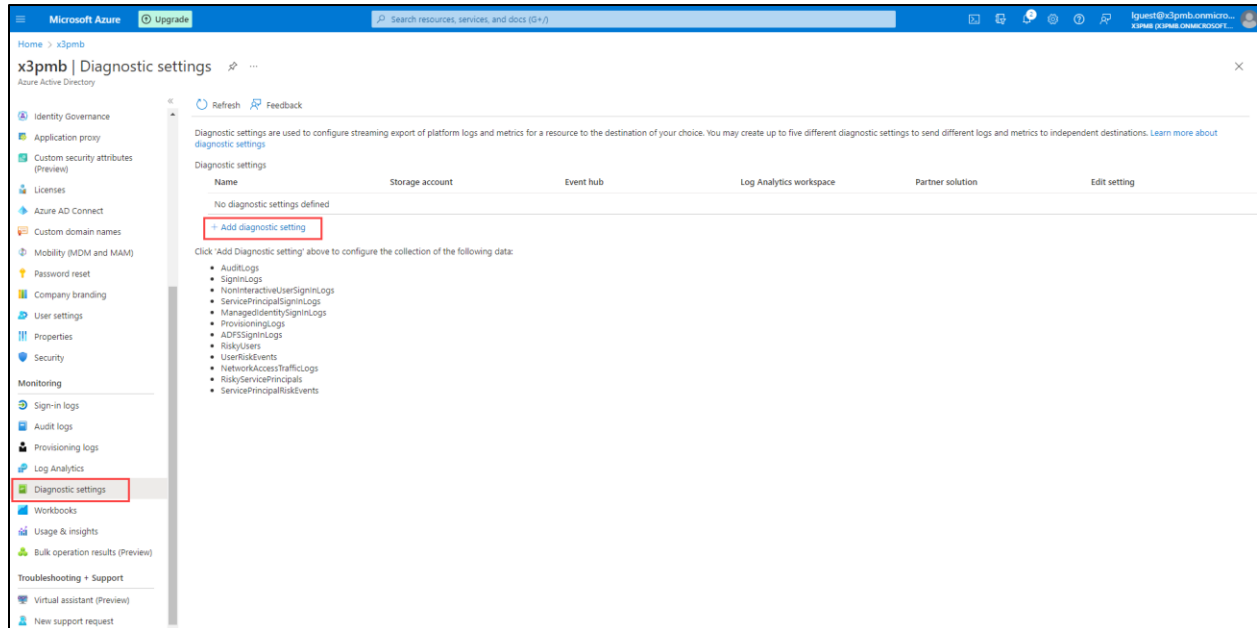 Microsoft Azure
Upgrade
Search resources, services, and docs (G+/)
2
lguest@x3pmb.onmicro...
X3PMB (X3PMB.ONMICROSOFT....
Home > x3pmb
x3pmb | Diagnostic settings
Azure Active Directory
Identity Governance
Application proxy
Custom security attributes
(Preview)
Licenses
Azure AD Connect
Custom domain names
Mobility (MDM and MAM)
Password reset
Company branding
User settings
Properties
Security
Monitoring
Sign-in logs
Audit logs
Provisioning logs
Log Analytics
Diagnostic settings
Workbooks
Usage & insights
Bulk operation results (Preview)
Troubleshooting + Support
Virtual assistant (Preview)
New support request
Refresh Feedback
Diagnostic settings are used to configure streaming export of platform logs and metrics for a resource to the destination of your choice. You may create up to five different diagnostic settings to send different logs and metrics to independent destinations. Learn more about
diagnostic settings
Diagnostic settings
Name Storage account Event hub Log Analytics workspace Partner solution Edit setting
No diagnostic settings defined
+ Add diagnostic setting
Click 'Add Diagnostic setting' above to configure the collection of the following data:
• AuditLogs
• SignInLogs
• NonInteractiveUserSignInLogs
• ServicePrincipalSignInLogs
• ManagedIdentitySignInLogs
• ProvisioningLogs
• ADFSSignInLogs
• RiskyUsers
• UserRiskEvents
• NetworkAccessTrafficLogs
• RiskyServicePrincipals
• ServicePrincipalRiskEvents